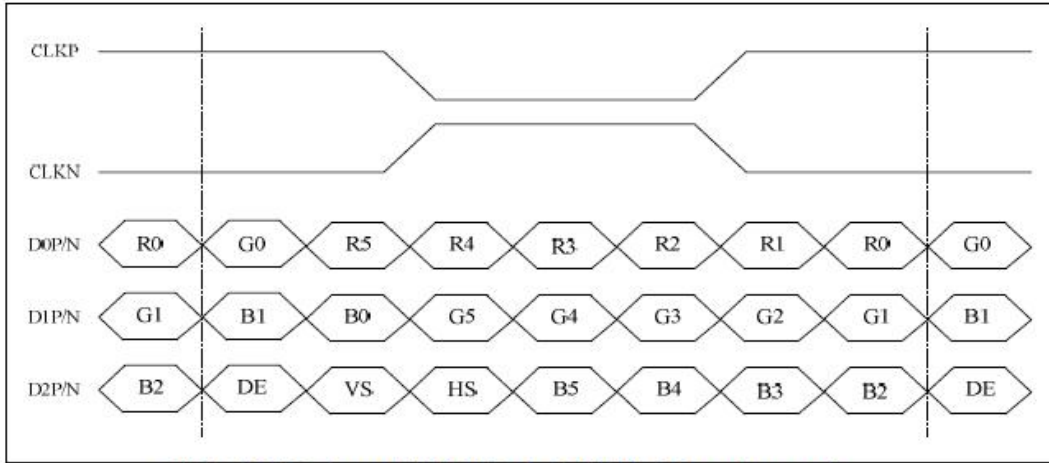 CLKP
CLKN
D0P/N R0 G0 R5 R4 R3 R2 R1 R0 G0
D1P/N G1 B1 B0 G5 G4 G3 G2 G1 B1
D2P/N B2 DE VS HS B5 B4 B3 B2 DE